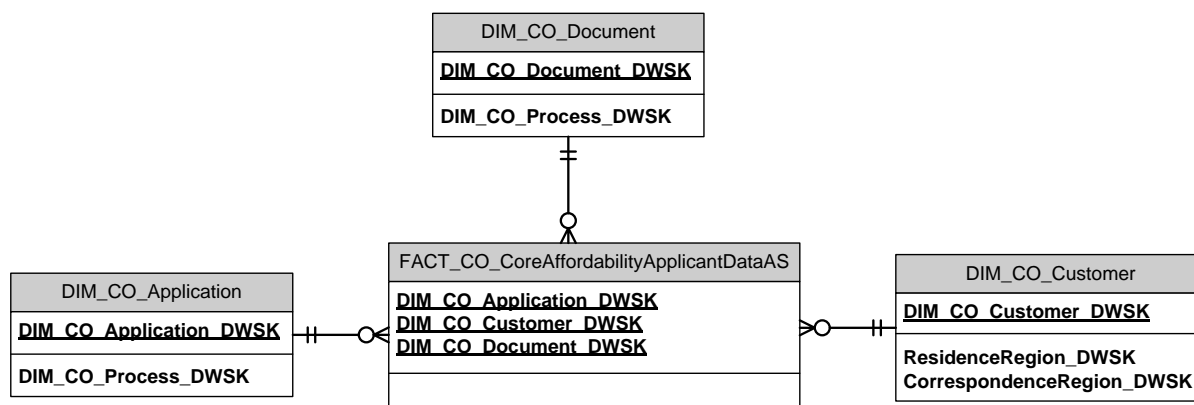 DIM_CO_Document
DIM_CO_Document_DWSK
DIM_CO_Process_DWSK
FACT_CO_CoreAffordabilityApplicantDataAS
DIM_CO_Application_DWSK
DIM_CO_Customer_DWSK
DIM_CO_Document_DWSK
DIM_CO_Application
DIM_CO_Application_DWSK
DIM_CO_Process_DWSK
DIM_CO_Customer
DIM_CO_Customer_DWSK
ResidenceRegion_DWSK
CorrespondenceRegion_DWSK